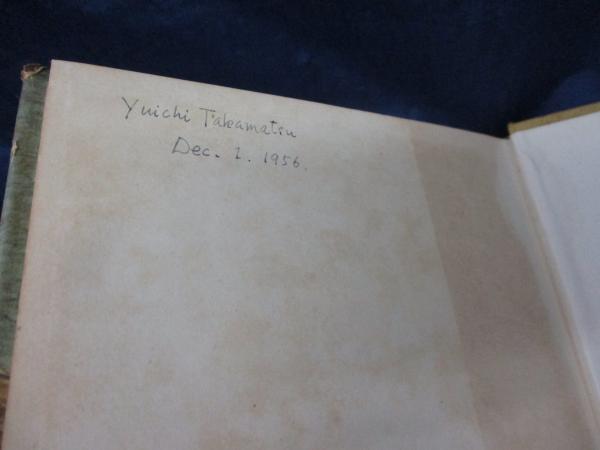 Yuichi Takamatsu
Dec. 1. 1956.